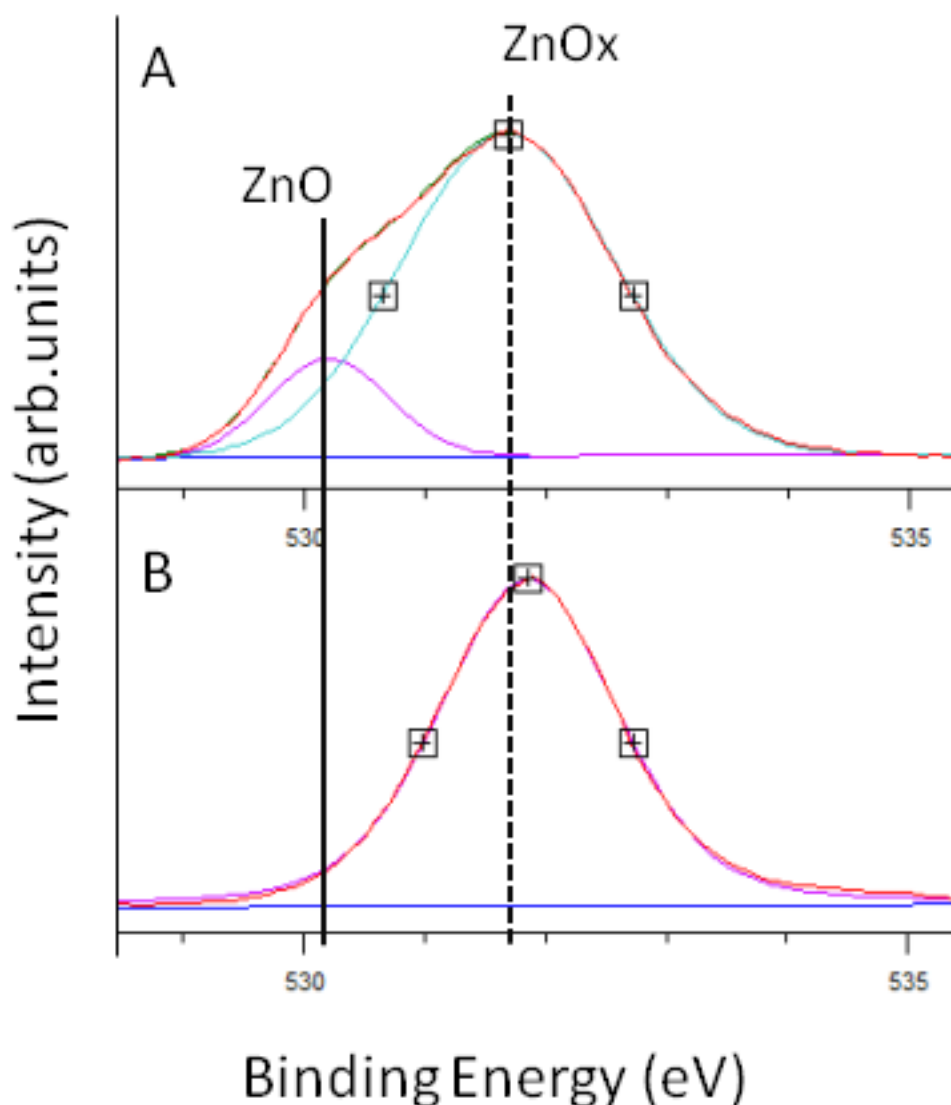 A
ZnOx
ZnO
530
535
B
530
535
Intensity (arb.units)
Binding Energy (eV)